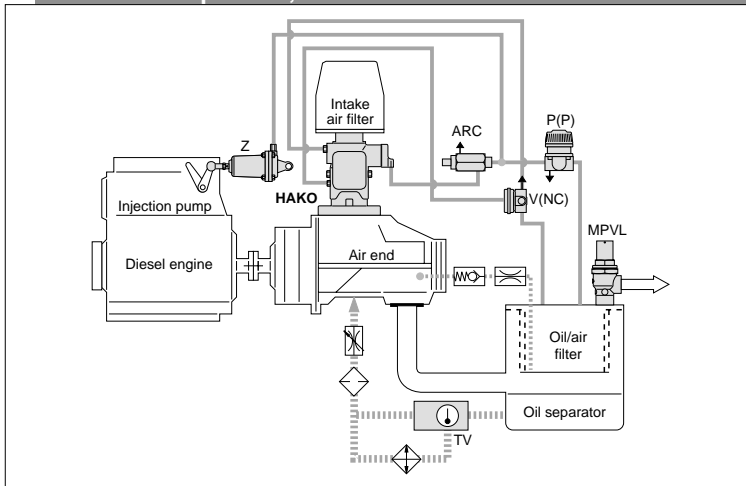 Intake
air filter
Z
ARC
P(P)
HAKO
V(NC)
Injection pump
MPVL
Diesel engine
Air end
Oil/air
filter
Oil separator
TV